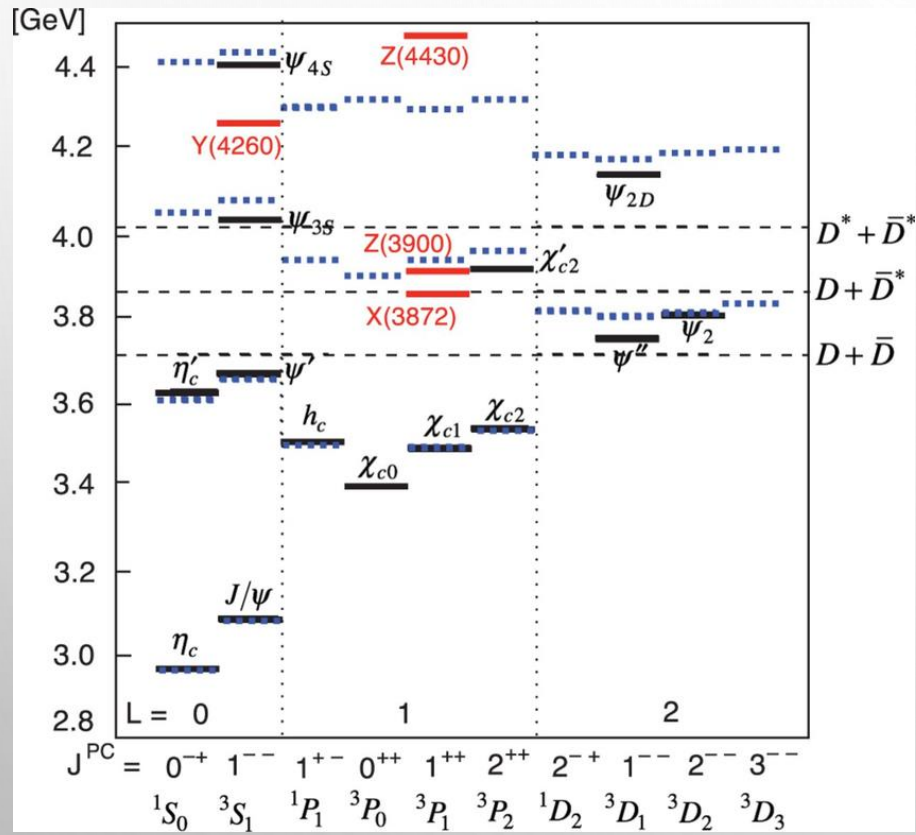 [GeV]
4.4
4.2
4.0
3.8
3.6
3.4
3.2
3.0
2.8
Z(4430)
ψ4S
Y(4260)
ψ2D
ψ3S
D* + D̄*
Z(3900)
χ′c2
D + D̄*
X(3872)
ψ2
ψ″
D + D̄
η′c
ψ′
hc
χc1
χc2
χc0
J/ψ
ηc
L = 0 1 2
J^PC = 0⁻⁺ 1⁻⁻ 1⁺⁻ 0⁺⁺ 1⁺⁺ 2⁺⁺ 2⁻⁺ 1⁻⁻ 2⁻⁻ 3⁻⁻
¹S₀ ³S₁ ¹P₁ ³P₀ ³P₁ ³P₂ ¹D₂ ³D₁ ³D₂ ³D₃